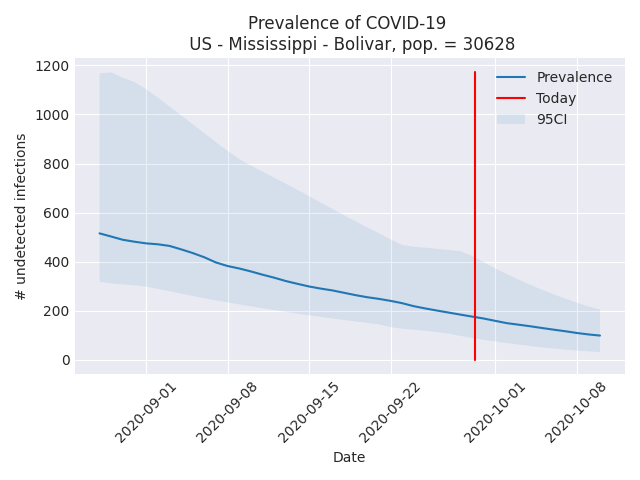 Prevalence of COVID-19
US - Mississippi - Bolivar, pop. = 30628
Prevalence
Today
95CI
# undetected infections
1200
1000
800
600
400
200
0
2020-09-01
2020-09-08
2020-09-15
2020-09-22
2020-10-01
2020-10-08
Date